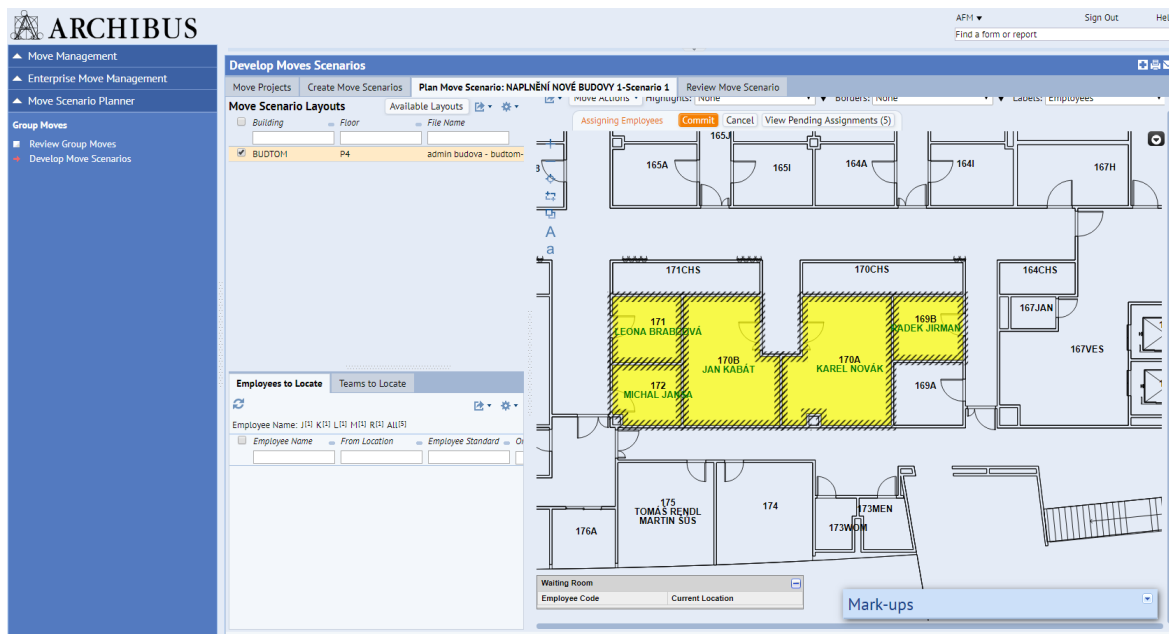 ARCHIBUS
AFM
Sign Out
Find a form or report
Move Management
Enterprise Move Management
Move Scenario Planner
Group Moves
Review Group Moves
Develop Move Scenarios
Develop Moves Scenarios
Move Projects
Create Move Scenarios
Plan Move Scenario: NAPLNĚNÍ NOVÉ BUDOVY 1-Scenario 1
Review Move Scenario
Move Scenario Layouts
Available Layouts
Building
Floor
File Name
BUDTOM
P4
admin budova - budtom-
Move Actions
Highlights: None
Borders: None
Labels: Employees
Assigning Employees
Commit
Cancel
View Pending Assignments (5)
165J
165A
165I
164A
164I
167H
A
a
171CHS
170CHS
164CHS
167JAN
171
170B
JAN KABÁT
170A
KAREL NOVÁK
169B
RADEK JIRMAN
167VES
172
MICHAL JANSA
169A
175
TOMÁŠ RENDL
MARTIN ŠÚS
174
173MEN
173WOM
176A
Employees to Locate
Teams to Locate
Employee Name: J[1] K[1] L[1] M[1] R[1] All[5]
Employee Name
From Location
Employee Standard
Waiting Room
Employee Code
Current Location
Mark-ups